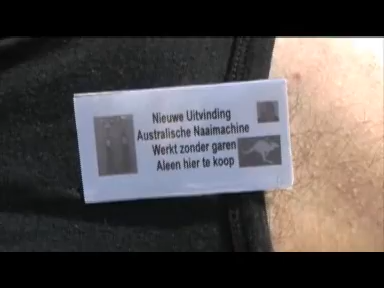 Nieuwe Uitvinding
Australische Naaimachine
Werkt zonder garen
Aleen hier te koop